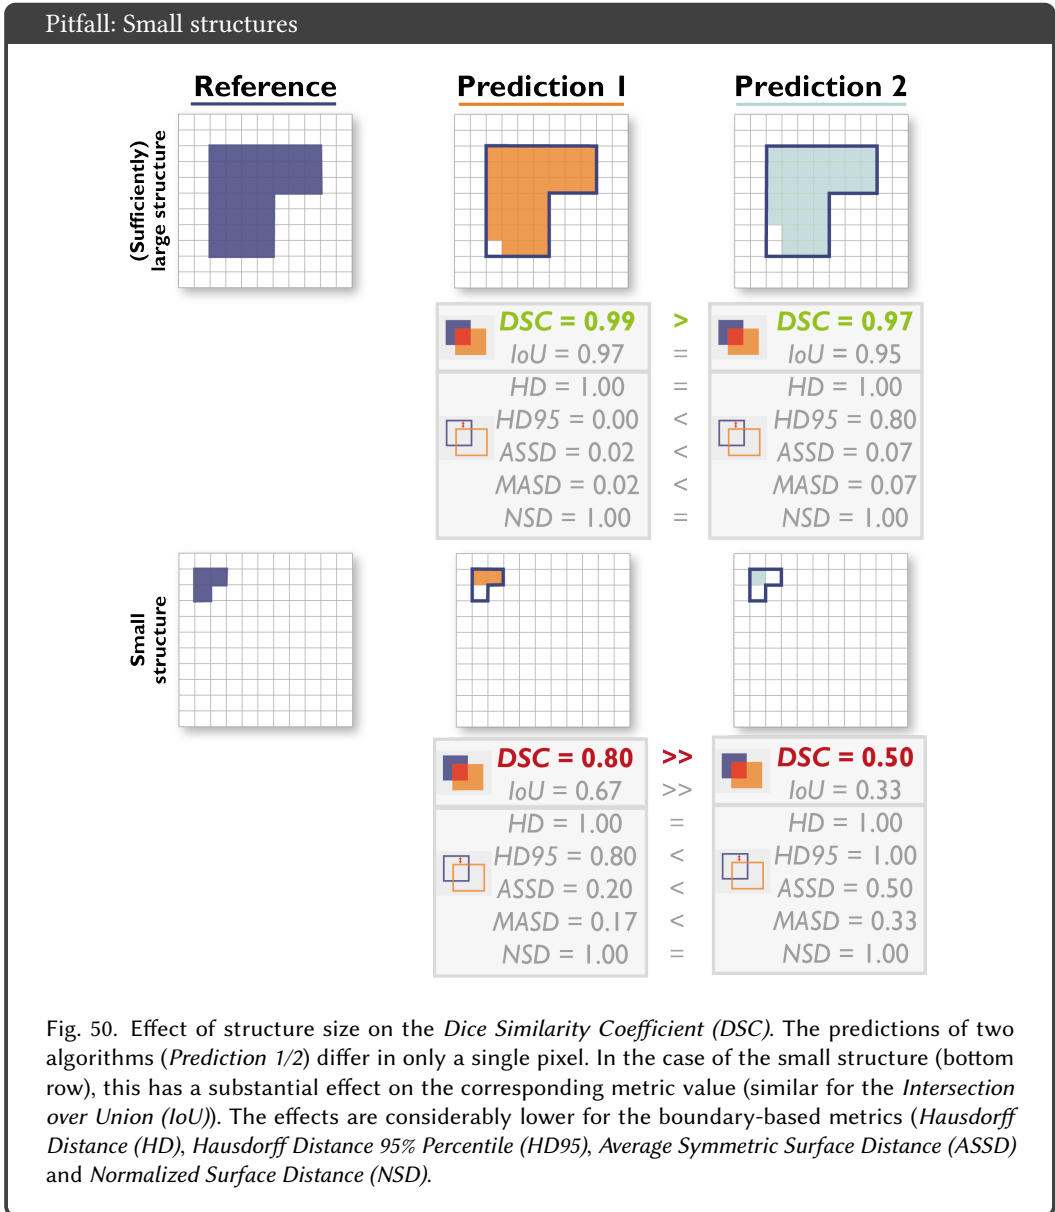 Pitfall: Small structures
Reference Prediction 1 Prediction 2
(Sufficiently)
large structure
DSC = 0.99 > DSC = 0.97
IoU = 0.97 = IoU = 0.95
HD = 1.00 = HD = 1.00
HD95 = 0.00 < HD95 = 0.80
ASSD = 0.02 < ASSD = 0.07
MASD = 0.02 < MASD = 0.07
NSD = 1.00 = NSD = 1.00
Small
structure
DSC = 0.80 >> DSC = 0.50
IoU = 0.67 >> IoU = 0.33
HD = 1.00 = HD = 1.00
HD95 = 0.80 < HD95 = 1.00
ASSD = 0.20 < ASSD = 0.50
MASD = 0.17 < MASD = 0.33
NSD = 1.00 = NSD = 1.00
Fig. 50. Effect of structure size on the Dice Similarity Coefficient (DSC). The predictions of two
algorithms (Prediction 1/2) differ in only a single pixel. In the case of the small structure (bottom
row), this has a substantial effect on the corresponding metric value (similar for the Intersection
over Union (IoU)). The effects are considerably lower for the boundary-based metrics (Hausdorff
Distance (HD), Hausdorff Distance 95% Percentile (HD95), Average Symmetric Surface Distance (ASSD)
and Normalized Surface Distance (NSD).